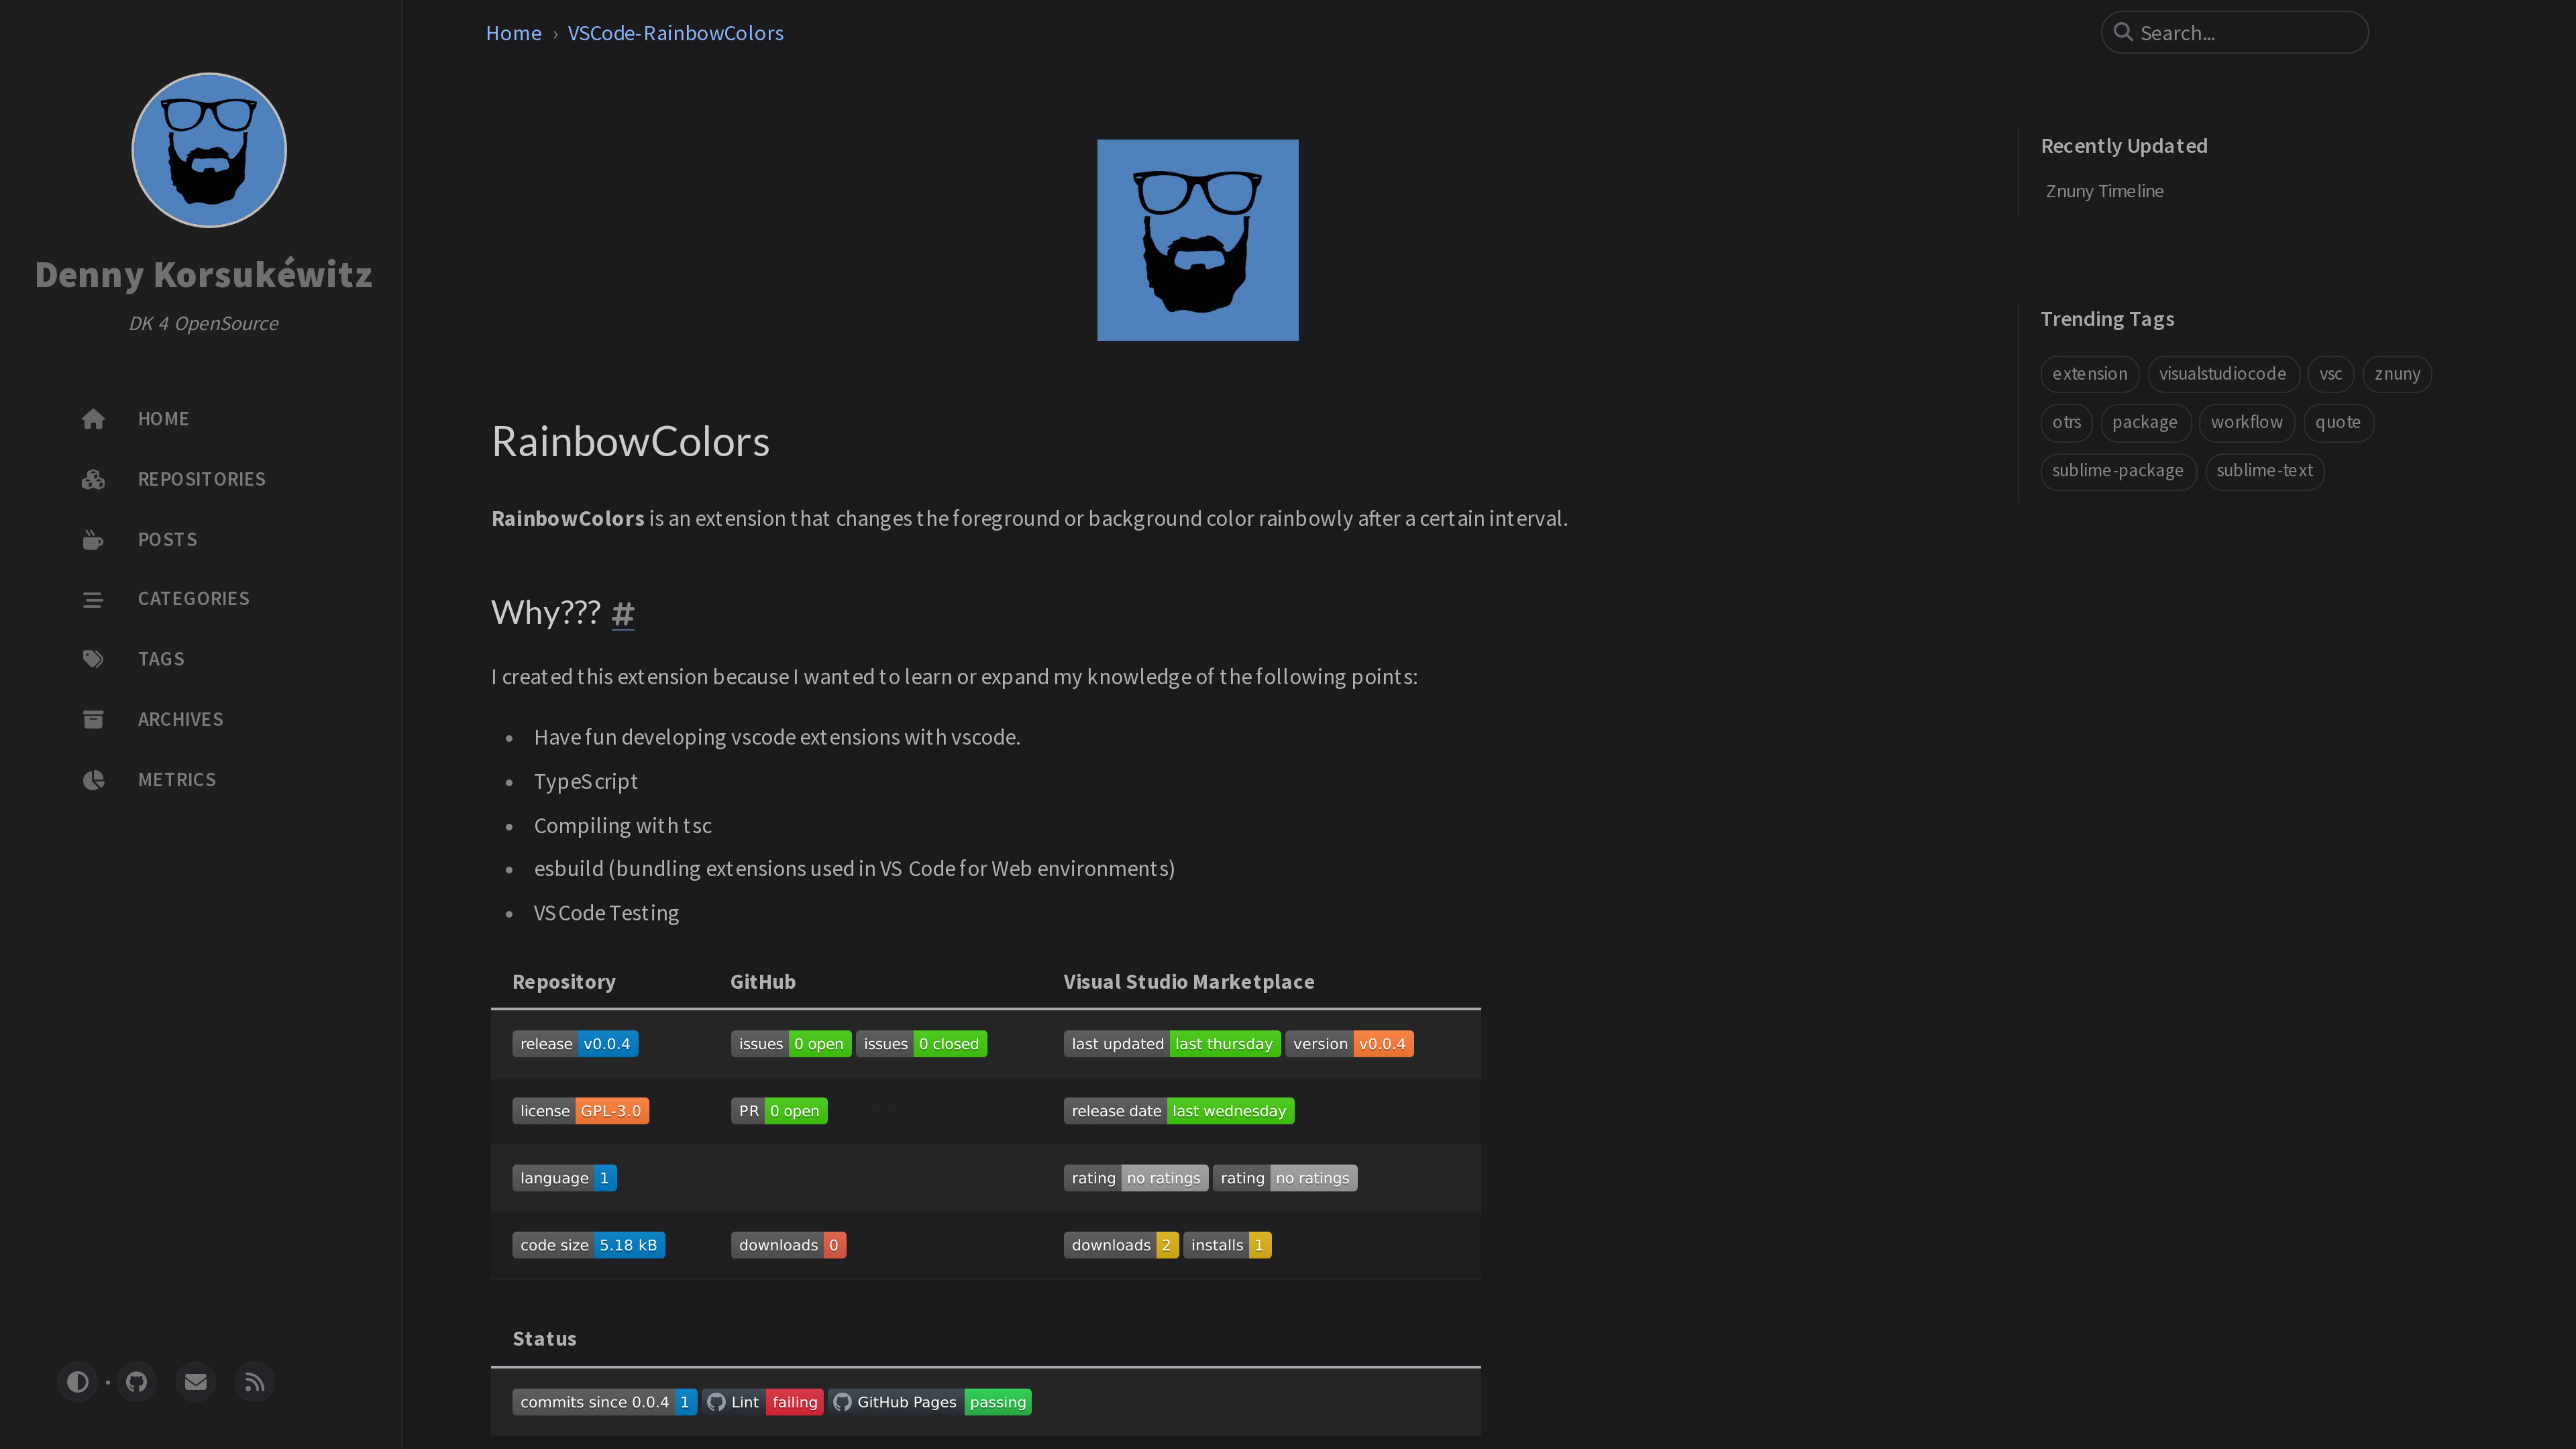 Denny Korsukéwitz
DK 4 OpenSource
HOME
REPOSITORIES
POSTS
CATEGORIES
TAGS
ARCHIVES
METRICS
Home › VSCode-RainbowColors
Search...
RainbowColors
RainbowColors is an extension that changes the foreground or background color rainbowly after a certain interval.
Why??? #
I created this extension because I wanted to learn or expand my knowledge of the following points:
• Have fun developing vscode extensions with vscode.
• TypeScript
• Compiling with tsc
• esbuild (bundling extensions used in VS Code for Web environments)
• VSCode Testing
Repository GitHub Visual Studio Marketplace
release v0.0.4 issues 0 open issues 0 closed last updated last thursday version v0.0.4
license GPL-3.0 PR 0 open release date last wednesday
language 1 rating no ratings rating no ratings
code size 5.18 kB downloads 0 downloads 2 installs 1
Status
commits since 0.0.4 1 Lint failing GitHub Pages passing
Recently Updated
Znuny Timeline
Trending Tags
extension visualstudiocode vsc znuny
otrs package workflow quote
sublime-package sublime-text